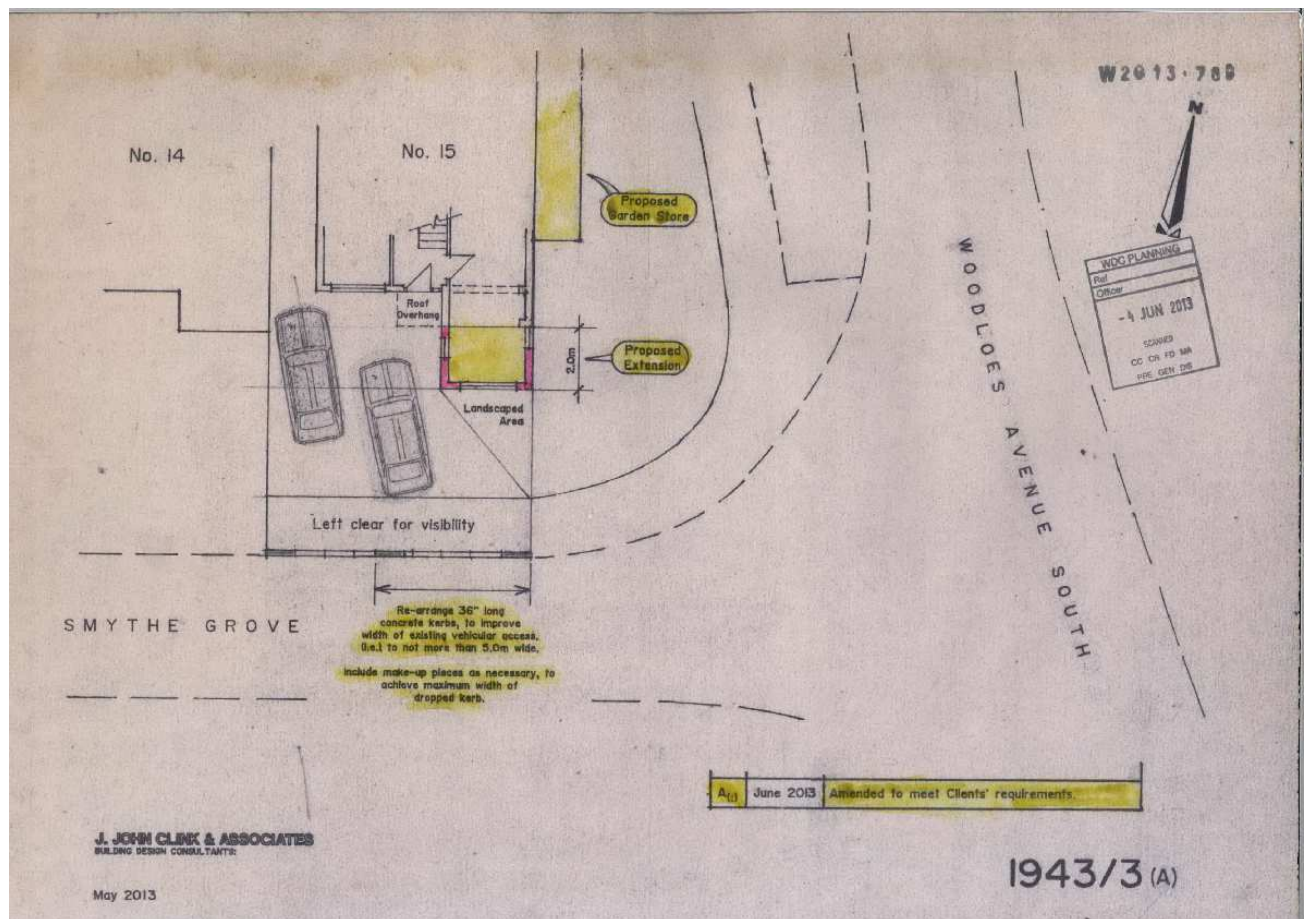 W2013·789
N
WDC PLANNING
Ref
Officer
-4 JUN 2013
SCANNED
CC CR PD MA
PRE GEN DIS
No. 14
No. 15
Proposed
Garden Store
Roof
Overhang
2.0m
Proposed
Extension
Landscaped
Area
Left clear for visibility
WOODLOES AVENUE SOUTH
SMYTHE GROVE
Re-arrange 36" long
concrete kerbs, to improve
width of existing vehicular access,
(i.e.) to not more than 5.0m wide.
Include make-up pieces as necessary, to
achieve maximum width of
dropped kerb.
June 2013
Amended to meet Clients' requirements.
J. JOHN CLINK & ASSOCIATES
BUILDING DESIGN CONSULTANTS:
May 2013
1943/3 (A)